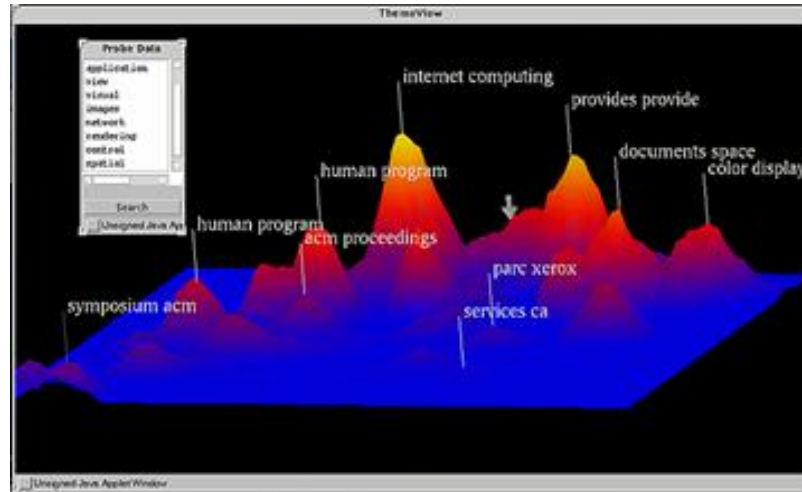 ThemeView
Probe Data
application
view
visual
images
network
rendering
control
spatial
Search
Unsigned Java Appl
internet computing
provides provide
documents space
color display
human program
human program
acm proceedings
parc xerox
services ca
symposium acm
Unsigned Java Applet Window